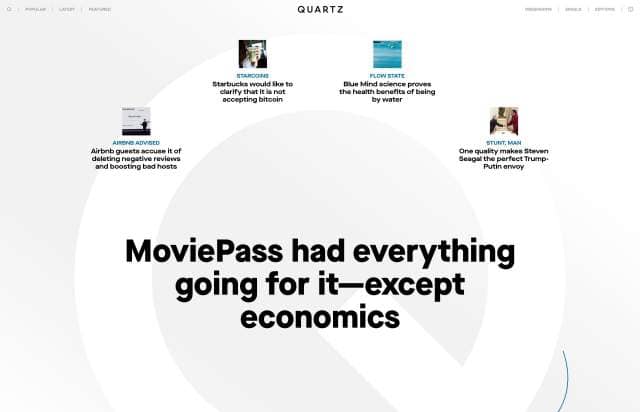 POPULAR
LATEST
FEATURED
QUARTZ
OBSESSIONS
EDITIONS
STARCOINS
Starbucks would like to
clarify that it is not
accepting bitcoin
FLOW STATE
Blue Mind science proves
the health benefits of being
by water
AIRBNB ADVISED
Airbnb guests accuse it of
deleting negative reviews
and boosting bad hosts
STUNT, MAN
One quality makes Steven
Seagal the perfect Trump-
Putin envoy
MoviePass had everything
going for it—except
economics